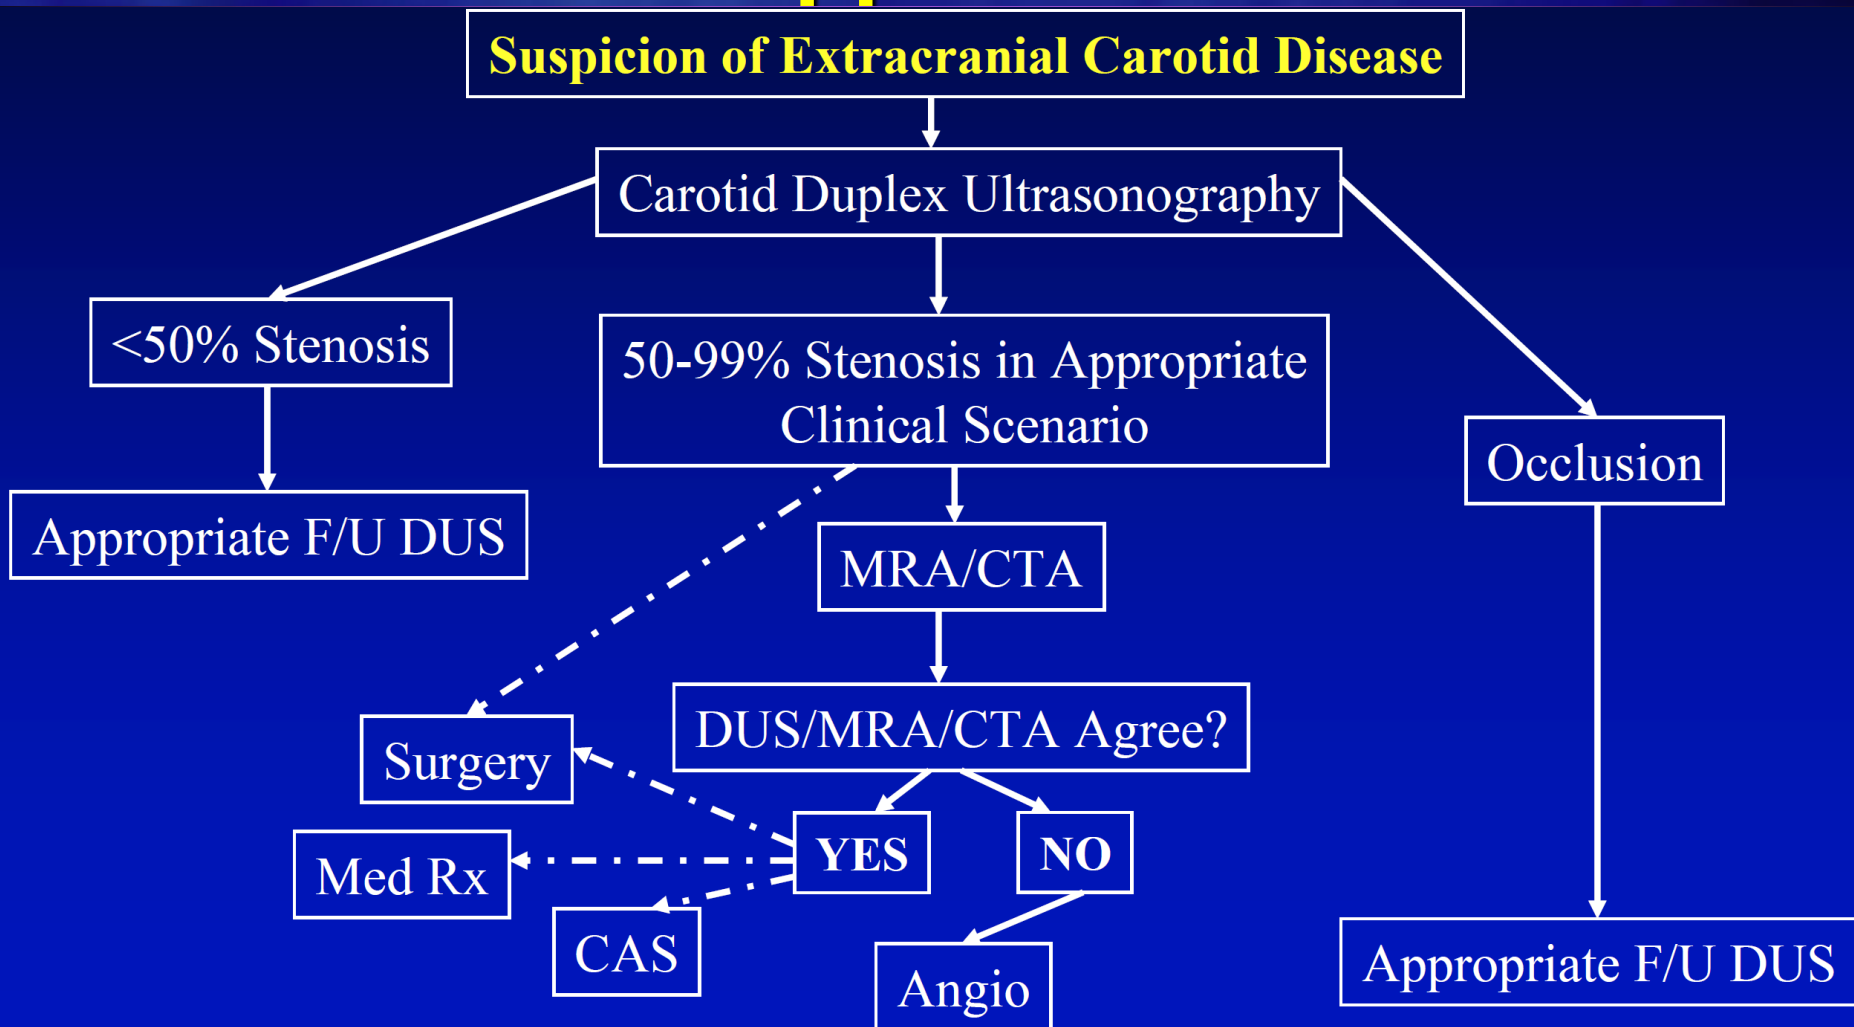 Suspicion of Extracranial Carotid Disease
Carotid Duplex Ultrasonography
<50% Stenosis
50-99% Stenosis in Appropriate
Clinical Scenario
Occlusion
Appropriate F/U DUS
MRA/CTA
DUS/MRA/CTA Agree?
Surgery
YES
NO
Med Rx
CAS
Angio
Appropriate F/U DUS